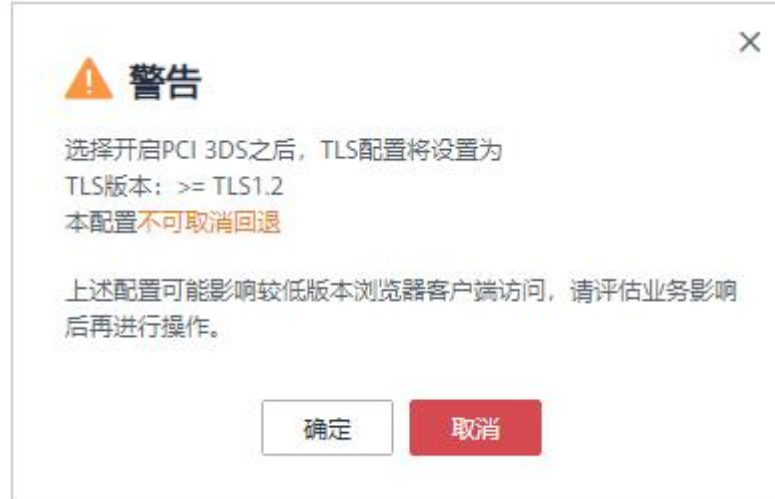 警告
选择开启PCI 3DS之后，TLS配置将设置为
TLS版本：>= TLS1.2
本配置不可取消回退
上述配置可能影响较低版本浏览器客户端访问，请评估业务影响
后再进行操作。
确定
取消